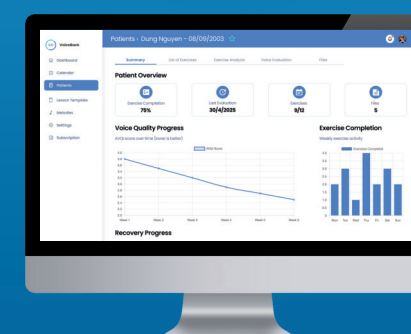 VoiceBack
Patients › Dung Nguyen - 08/09/2003
Dashboard
Calendar
Patients
Lesson Template
Websites
Settings
Subscription
Summary
List of Exercises
Exercise Analysis
Voice Evaluation
Files
Patient Overview
Exercise Completion
75%
Last Evaluation
30/4/2025
Exercises
9/12
Files
5
Voice Quality Progress
AVQI score over time (lower is better)
AVQI Score
Week 1
Week 2
Week 3
Week 4
Week 5
Week 6
Exercise Completion
Weekly exercise activity
Exercises Completed
Mon
Tue
Wed
Thu
Fri
Sat
Sun
Recovery Progress